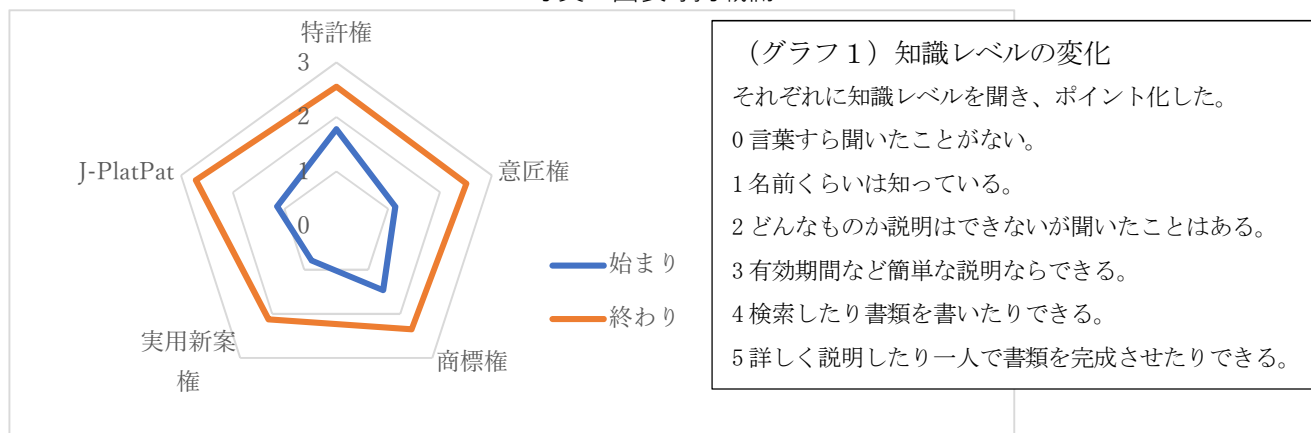 特許権
3
2
1
0
J-PlatPat
意匠権
始まり
終わり
実用新案
権
商標権
（グラフ１）知識レベルの変化
それぞれに知識レベルを聞き、ポイント化した。
0 言葉すら聞いたことがない。
1 名前くらいは知っている。
2 どんなものか説明はできないが聞いたことはある。
3 有効期間など簡単な説明ならできる。
4 検索したり書類を書いたりできる。
5 詳しく説明したり一人で書類を完成させたりできる。